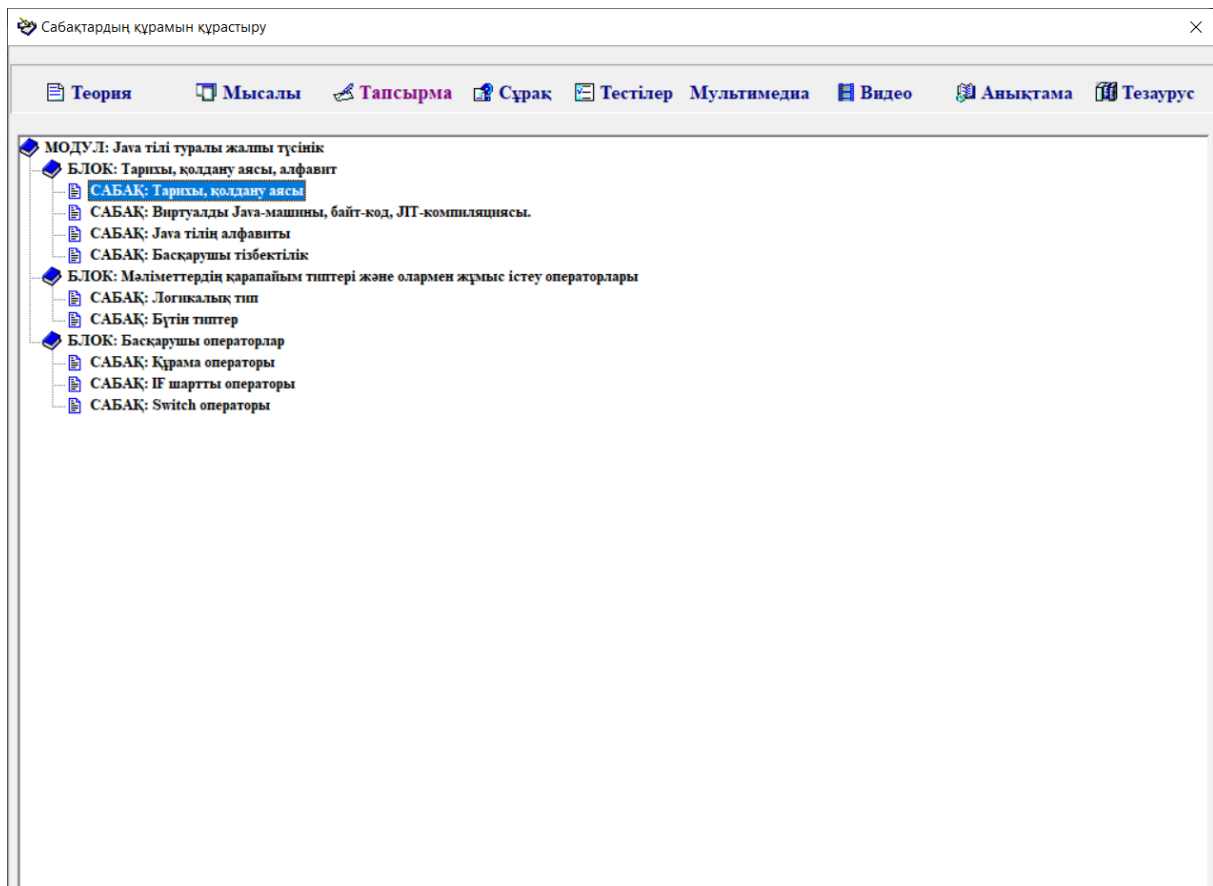 Сабақтардың құрамын құрастыру
Теория Мысалы Тапсырма Сұрақ Тестілер Мультимедиа Видео Анықтама Тезаурус
МОДУЛ: Java тілі туралы жалпы түсінік
БЛОК: Тарихы, қолдану аясы, алфавит
САБАҚ: Тарихы, қолдану аясы
САБАҚ: Виртуалды Java-машины, байт-код, JIT-компиляциясы.
САБАҚ: Java тілің алфавиты
САБАҚ: Басқарушы тізбектілік
БЛОК: Мәліметтердің қарапайым типтері және олармен жұмыс істеу операторлары
САБАҚ: Логикалық тип
САБАҚ: Бүтін типтер
БЛОК: Басқарушы операторлар
САБАҚ: Құрама операторы
САБАҚ: IF шартты операторы
САБАҚ: Switch операторы